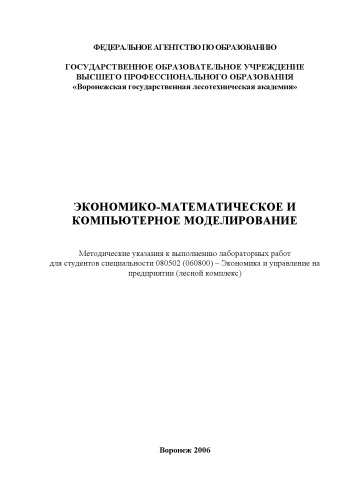 ФЕДЕРАЛЬНОЕ АГЕНТСТВО ПО ОБРАЗОВАНИЮ
ГОСУДАРСТВЕННОЕ ОБРАЗОВАТЕЛЬНОЕ УЧРЕЖДЕНИЕ
ВЫСШЕГО ПРОФЕССИОНАЛЬНОГО ОБРАЗОВАНИЯ
«Воронежская государственная лесотехническая академия»
ЭКОНОМИКО-МАТЕМАТИЧЕСКОЕ И
КОМПЬЮТЕРНОЕ МОДЕЛИРОВАНИЕ
Методические указания к выполнению лабораторных работ
для студентов специальности 080502 (060800) – Экономика и управление на
предприятии (лесной комплекс)
Воронеж 2006